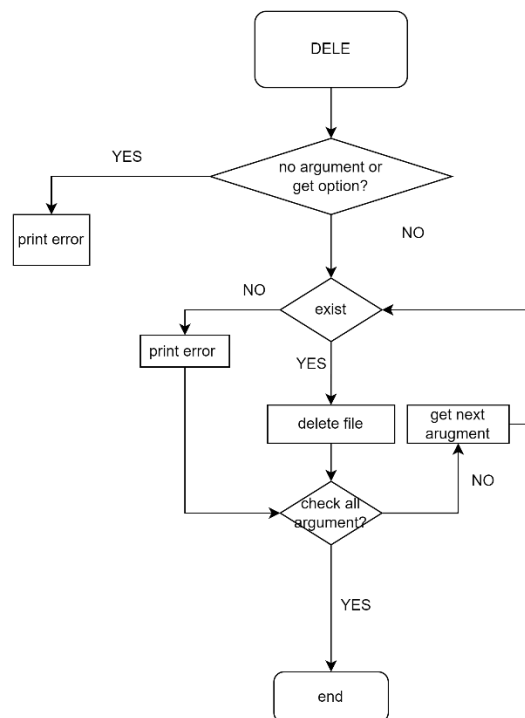 DELE
YES
no argument or
get option?
print error
NO
NO
exist
print error
YES
delete file
get next
arugment
NO
check all
argument?
YES
end